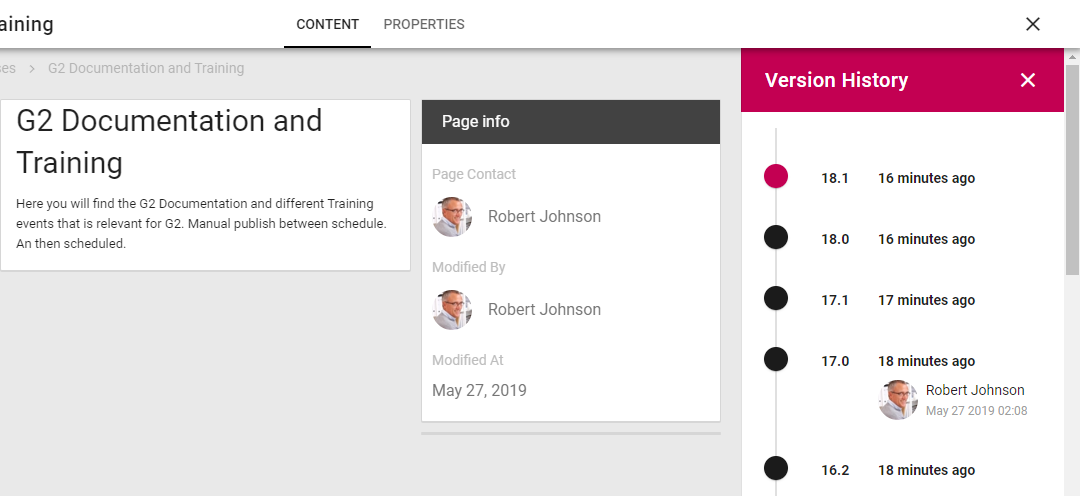 aining
CONTENT
PROPERTIES
ses
G2 Documentation and Training
G2 Documentation and
Training
Here you will find the G2 Documentation and different Training
events that is relevant for G2. Manual publish between schedule.
An then scheduled.
Page info
Page Contact
Robert Johnson
Modified By
Robert Johnson
Modified At
May 27, 2019
Version History
18.1 16 minutes ago
18.0 16 minutes ago
17.1 17 minutes ago
17.0 18 minutes ago
Robert Johnson
May 27 2019 02:08
16.2 18 minutes ago